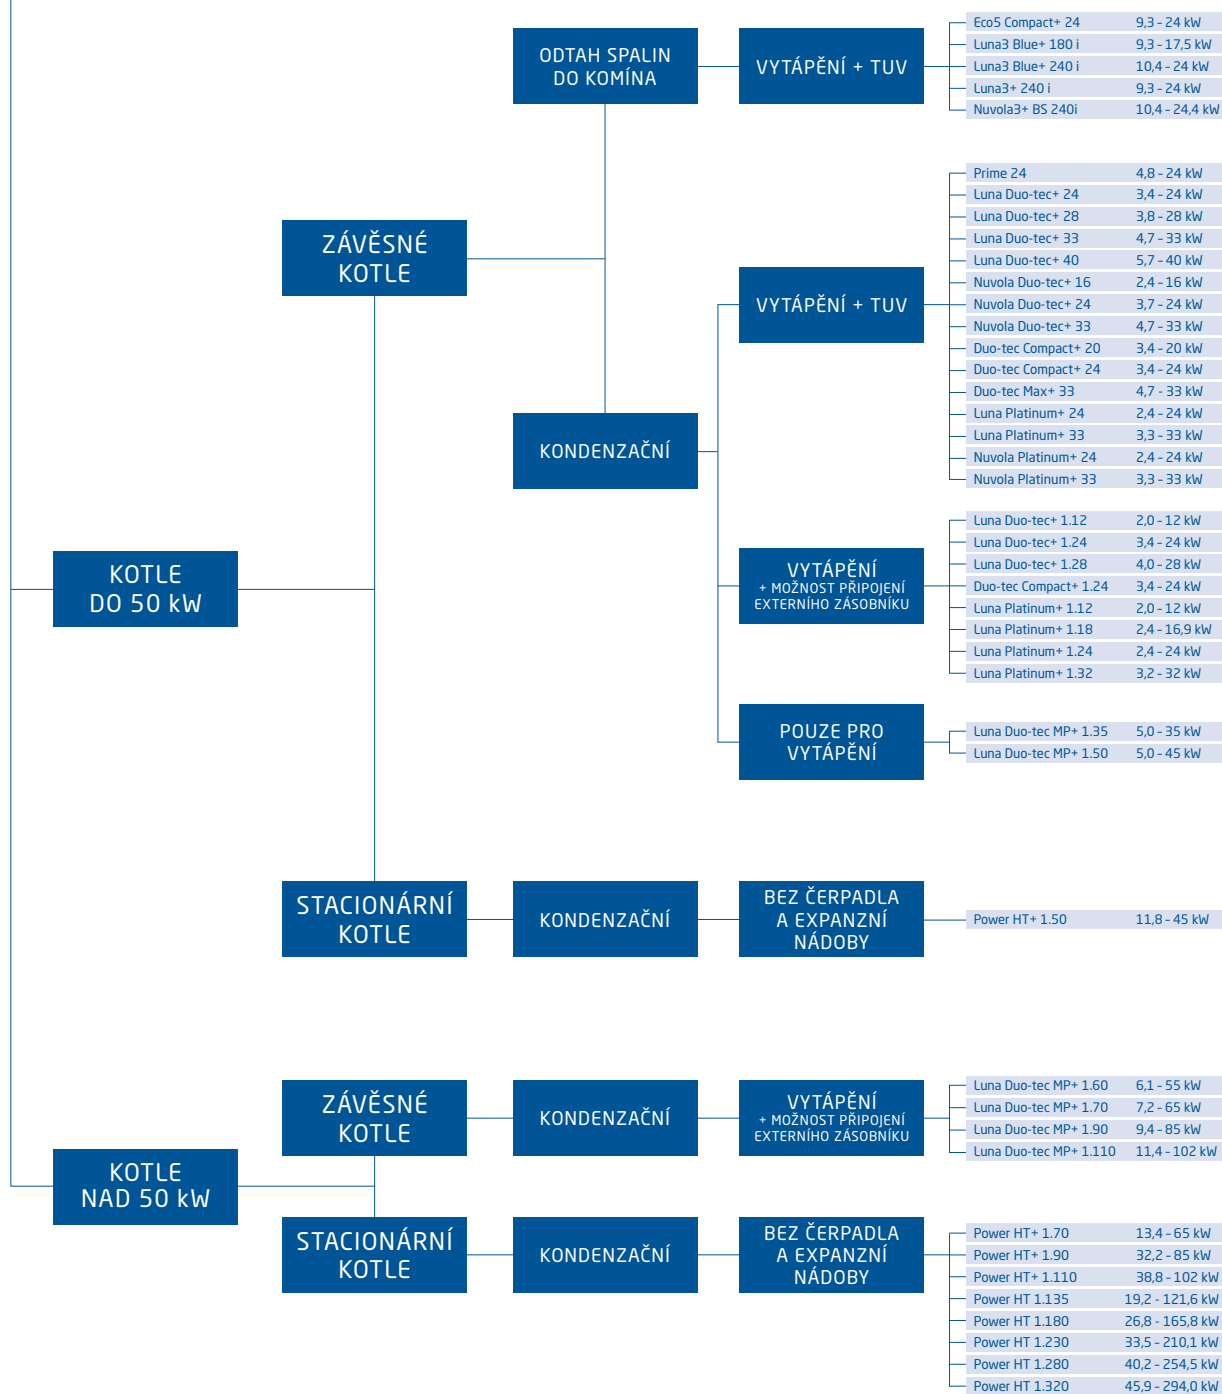 ODTAH SPALIN
DO KOMÍNA
VYTÁPĚNÍ + TUV
Eco5 Compact+ 24 9,3 – 24 kW
Luna3 Blue+ 180 i 9,3 – 17,5 kW
Luna3 Blue+ 240 i 10,4 – 24 kW
Luna3+ 240 i 9,3 – 24 kW
Nuvola3+ BS 240i 10,4 – 24,4 kW
ZÁVĚSNÉ
KOTLE
KONDENZAČNÍ
VYTÁPĚNÍ + TUV
Prime 24 4,8 – 24 kW
Luna Duo-tec+ 24 3,4 – 24 kW
Luna Duo-tec+ 28 3,8 – 28 kW
Luna Duo-tec+ 33 4,7 – 33 kW
Luna Duo-tec+ 40 5,7 – 40 kW
Nuvola Duo-tec+ 16 2,4 – 16 kW
Nuvola Duo-tec+ 24 3,7 – 24 kW
Nuvola Duo-tec+ 33 4,7 – 33 kW
Duo-tec Compact+ 20 3,4 – 20 kW
Duo-tec Compact+ 24 3,4 – 24 kW
Duo-tec Max+ 33 4,7 - 33 kW
Luna Platinum+ 24 2,4 – 24 kW
Luna Platinum+ 33 3,3 – 33 kW
Nuvola Platinum+ 24 2,4 – 24 kW
Nuvola Platinum+ 33 3,3 – 33 kW
KOTLE
DO 50 kW
VYTÁPĚNÍ
+ MOŽNOST PŘIPOJENÍ
EXTERNÍHO ZÁSOBNÍKU
Luna Duo-tec+ 1.12 2,0 – 12 kW
Luna Duo-tec+ 1.24 3,4 – 24 kW
Luna Duo-tec+ 1.28 4,0 – 28 kW
Duo-tec Compact+ 1.24 3,4 – 24 kW
Luna Platinum+ 1.12 2,0 – 12 kW
Luna Platinum+ 1.18 2,4 – 16,9 kW
Luna Platinum+ 1.24 2,4 – 24 kW
Luna Platinum+ 1.32 3,2 – 32 kW
POUZE PRO
VYTÁPĚNÍ
Luna Duo-tec MP+ 1.35 5,0 – 35 kW
Luna Duo-tec MP+ 1.50 5,0 – 45 kW
STACIONÁRNÍ
KOTLE
KONDENZAČNÍ
BEZ ČERPADLA
A EXPANZNÍ
NÁDOBY
Power HT+ 1.50 11,8 – 45 kW
KOTLE
NAD 50 kW
ZÁVĚSNÉ
KOTLE
KONDENZAČNÍ
VYTÁPĚNÍ
+ MOŽNOST PŘIPOJENÍ
EXTERNÍHO ZÁSOBNÍKU
Luna Duo-tec MP+ 1.60 6,1 – 55 kW
Luna Duo-tec MP+ 1.70 7,2 – 65 kW
Luna Duo-tec MP+ 1.90 9,4 – 85 kW
Luna Duo-tec MP+ 1.110 11,4 – 102 kW
STACIONÁRNÍ
KOTLE
KONDENZAČNÍ
BEZ ČERPADLA
A EXPANZNÍ
NÁDOBY
Power HT+ 1.70 13,4 – 65 kW
Power HT+ 1.90 32,2 – 85 kW
Power HT+ 1.110 38,8 – 102 kW
Power HT 1.135 19,2 - 121,6 kW
Power HT 1.180 26,8 - 165,8 kW
Power HT 1.230 33,5 – 210,1 kW
Power HT 1.280 40,2 – 254,5 kW
Power HT 1.320 45,9 – 294,0 kW